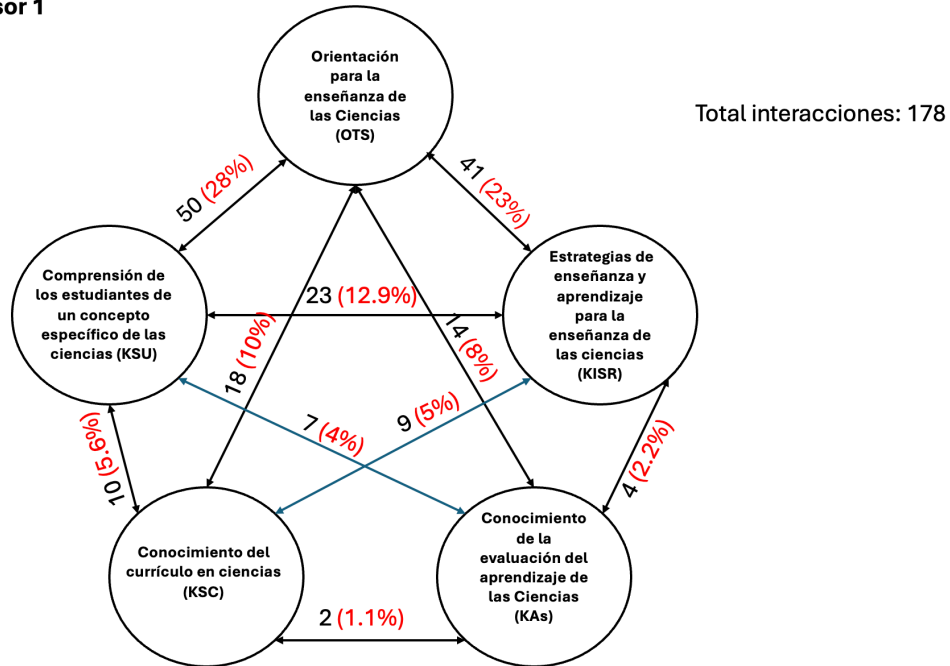 sor 1
Orientación
para la
enseñanza de
las Ciencias
(OTS)
Total interacciones: 178
50 (28%)
41 (23%)
Comprensión de
los estudiantes de
un concepto
específico de las
ciencias (KSU)
23 (12.9%)
Estrategias de
enseñanza y
aprendizaje
para la
enseñanza de
las ciencias
(KISR)
18 (10%)
14 (8%)
7 (4%)
9 (5%)
10 (5.6%)
4 (2.2%)
Conocimiento del
currículo en ciencias
(KSC)
Conocimiento
de la
evaluación del
aprendizaje de
las Ciencias
(KAs)
2 (1.1%)